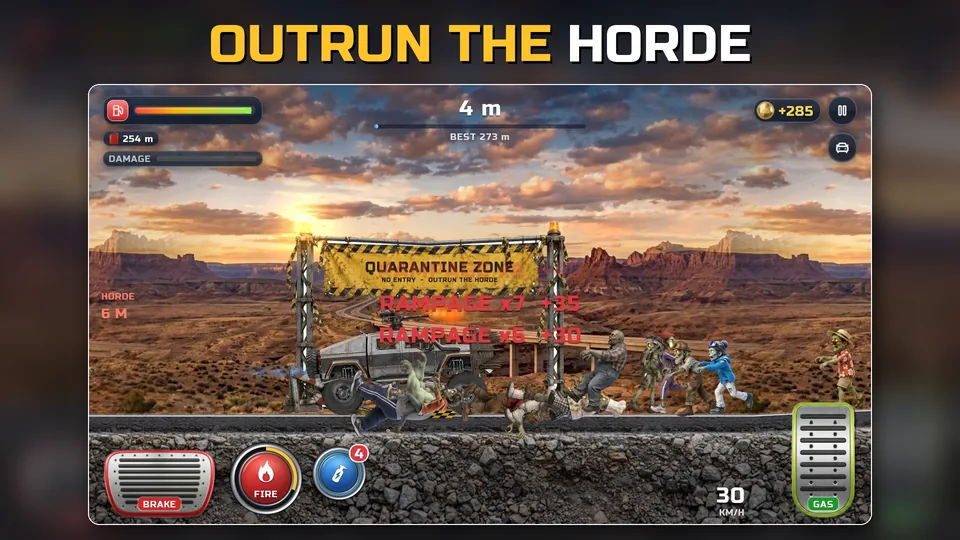 OUTRUN THE HORDE
4 m
+285
254 m
BEST 273 m
DAMAGE
QUARANTINE ZONE
NO ENTRY - OUTRUN THE HORDE
HORDE
6 M
RAMPAGE x7 +35
RAMPAGE x6 +30
4
FIRE
BRAKE
30
KM/H
GAS